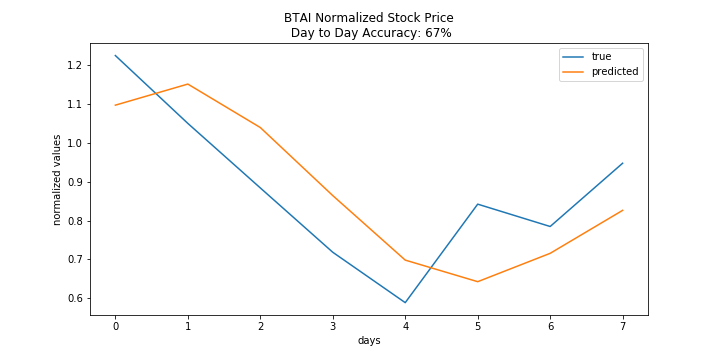 BTAI Normalized Stock Price
Day to Day Accuracy: 67%
true
predicted
normalized values
1.2
1.1
1.0
0.9
0.8
0.7
0.6
0 1 2 3 4 5 6 7
days